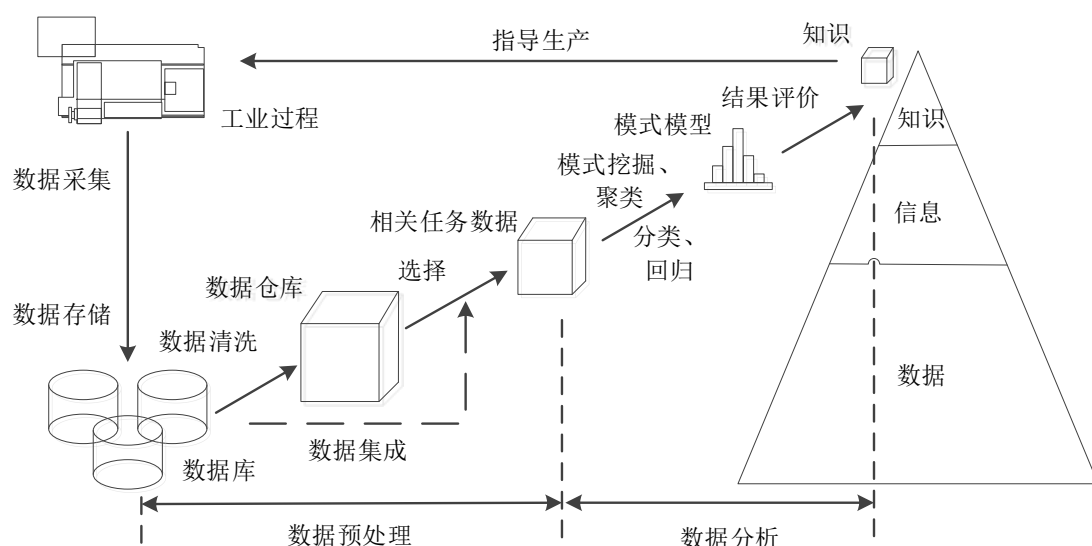 知识
指导生产
工业过程
结果评价
模式模型
知识
数据采集
模式挖掘、
聚类
相关任务数据
分类、
回归
信息
选择
数据仓库
数据存储
数据清洗
数据
数据集成
数据库
数据预处理
数据分析